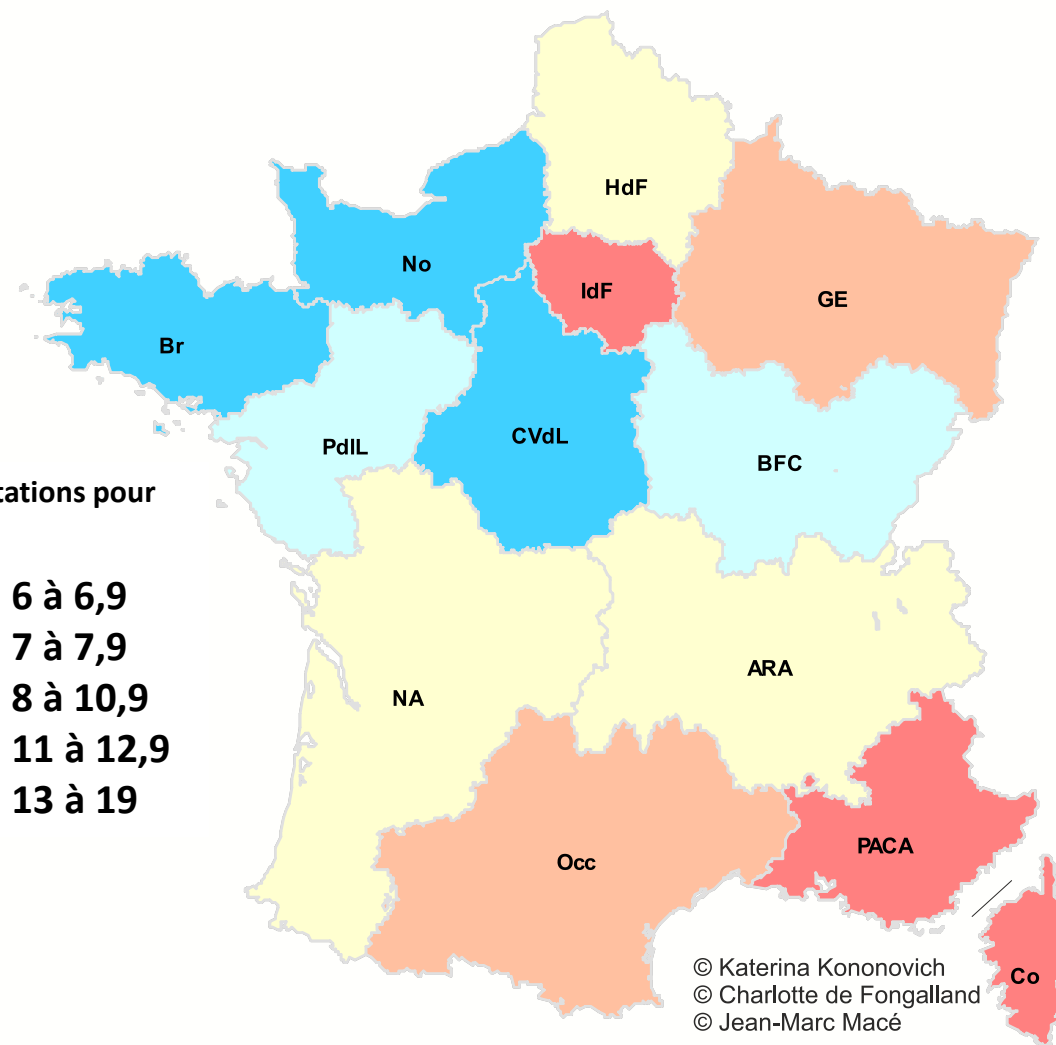 HdF
No
IdF
GE
Br
CVdL
PdlL
BFC
tations pour
6 à 6,9
7 à 7,9
8 à 10,9
11 à 12,9
13 à 19
ARA
NA
PACA
Occ
Co
© Katerina Kononovich
© Charlotte de Fongalland
© Jean-Marc Macé